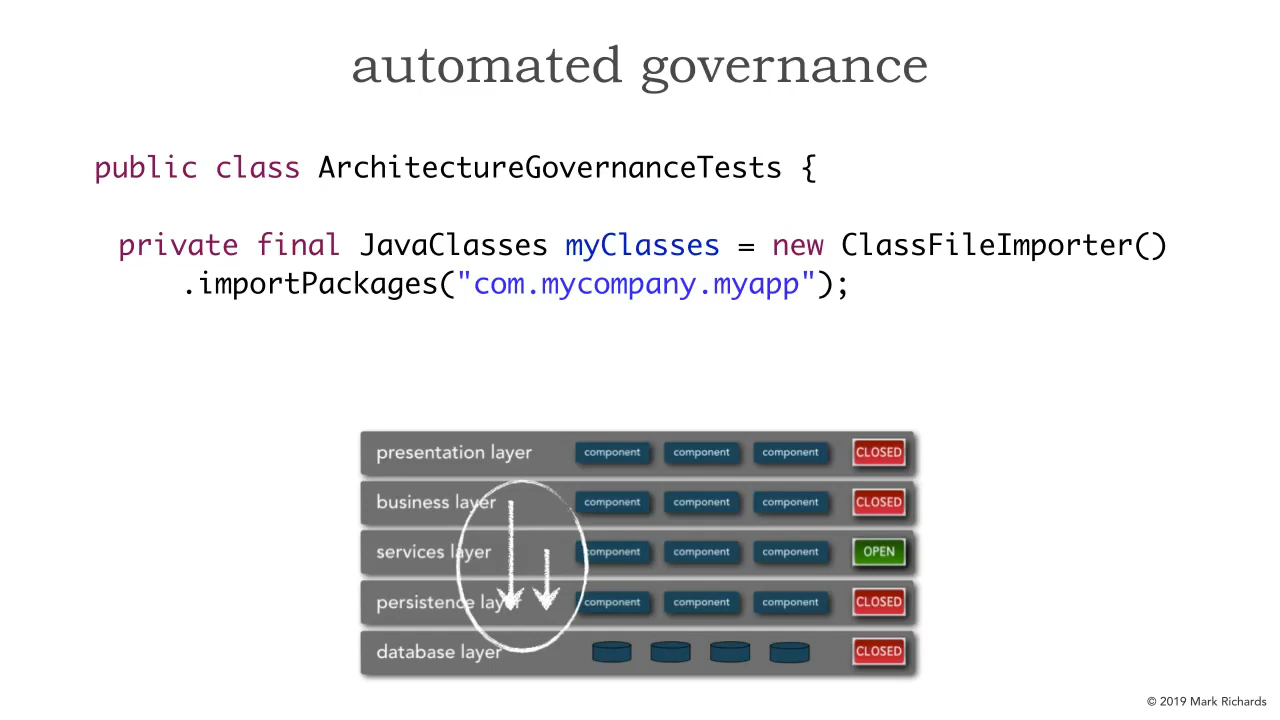 automated governance
public class ArchitectureGovernanceTests {
private final JavaClasses myClasses = new ClassFileImporter()
.importPackages("com.mycompany.myapp");
presentation layer component component component CLOSED
business layer component component component CLOSED
services layer component component component OPEN
persistence layer component component component CLOSED
database layer CLOSED
© 2019 Mark Richards